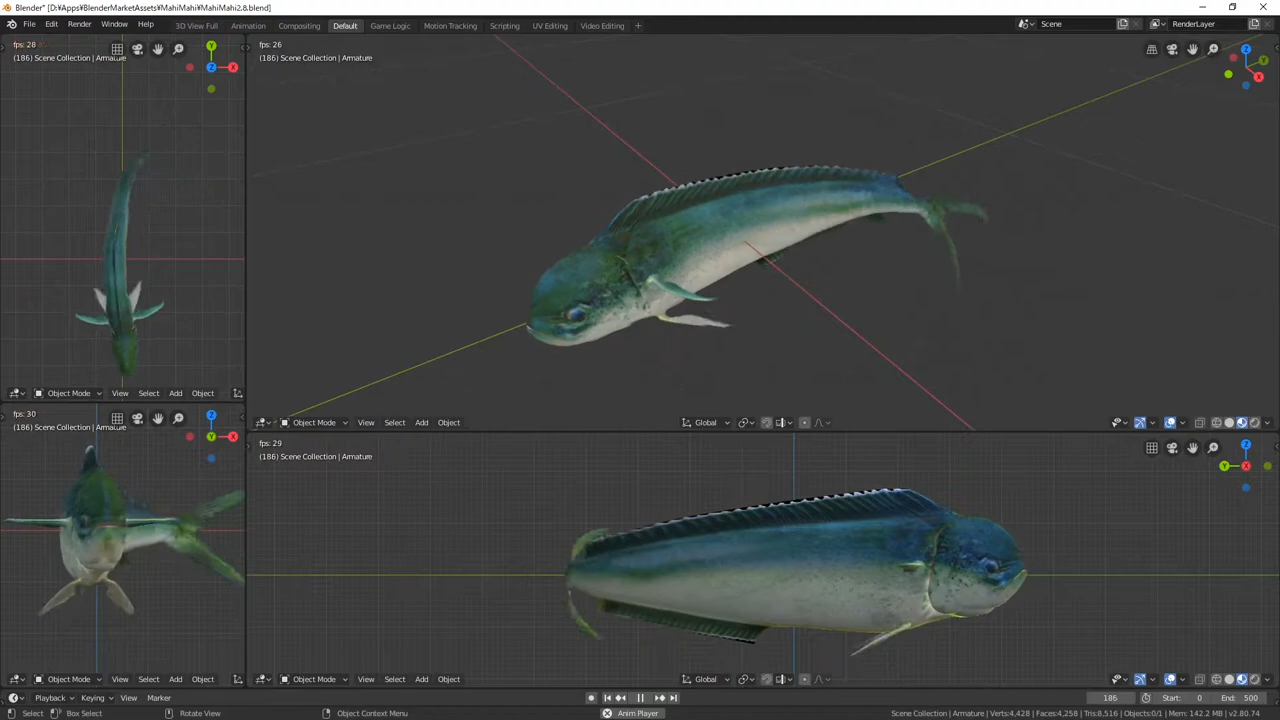 Blender* [D:¥Apps¥BlenderMarketAssets¥MahiMahi¥MahiMahi2.8.blend]
File Edit Render Window Help 3D View Full Animation Compositing Default Game Logic Motion Tracking Scripting UV Editing Video Editing + Scene RenderLayer
fps: 28
(186) Scene Collection | Armature
Y
Z X
fps: 26
(186) Scene Collection | Armature
Z
Y
X
Object Mode View Select Add Object
Object Mode View Select Add Object Global
fps: 30
(186) Scene Collection | Armature
Z
Y X
fps: 29
(186) Scene Collection | Armature
Z
Y X
Object Mode View Select Add Object
Object Mode View Select Add Object Global
Playback Keying View Marker 186 Start: 0 End: 500
Select Box Select Rotate View Object Context Menu Anim Player Scene Collection | Armature | Verts:4,428 | Faces:4,258 | Tris:8,516 | Objects:0/1 | Mem: 142.2 MB | v2.80.74